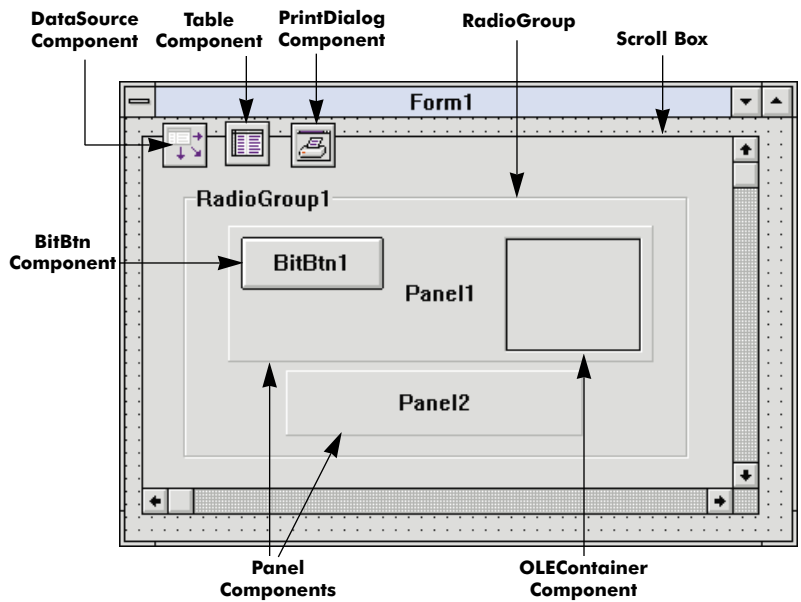 DataSource
Component
Table
Component
PrintDialog
Component
RadioGroup
Scroll Box
Form1
RadioGroup1
BitBtn
Component
BitBtn1
Panel1
Panel2
Panel
Components
OLEContainer
Component